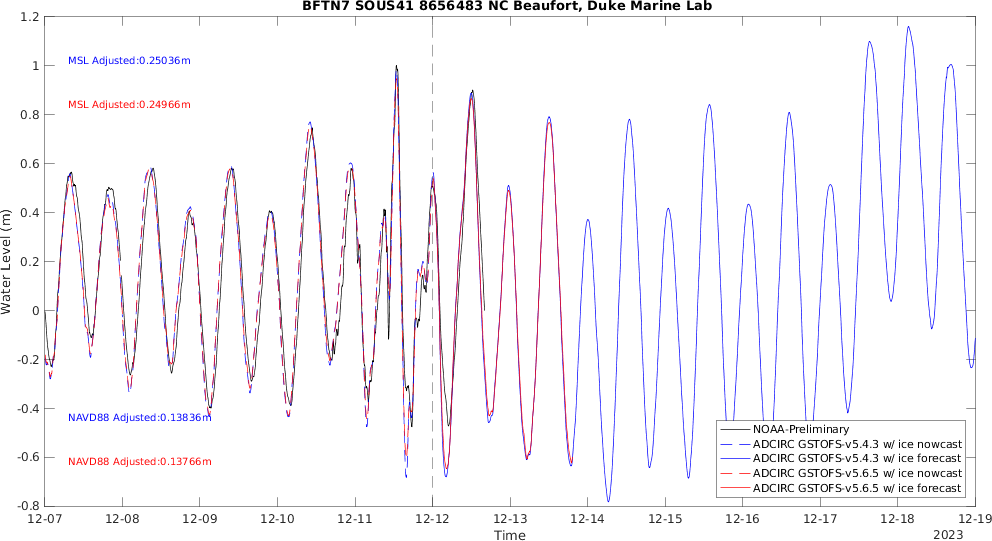 BFTN7 SOUS41 8656483 NC Beaufort, Duke Marine Lab
Water Level (m)
1.2
1
0.8
0.6
0.4
0.2
0
-0.2
-0.4
-0.6
-0.8
MSL Adjusted:0.25036m
MSL Adjusted:0.24966m
NAVD88 Adjusted:0.13836m
NAVD88 Adjusted:0.13766m
NOAA-Preliminary
ADCIRC GSTOFS-v5.4.3 w/ ice nowcast
ADCIRC GSTOFS-v5.4.3 w/ ice forecast
ADCIRC GSTOFS-v5.6.5 w/ ice nowcast
ADCIRC GSTOFS-v5.6.5 w/ ice forecast
12-07 12-08 12-09 12-10 12-11 12-12 12-13 12-14 12-15 12-16 12-17 12-18 12-19
Time
2023